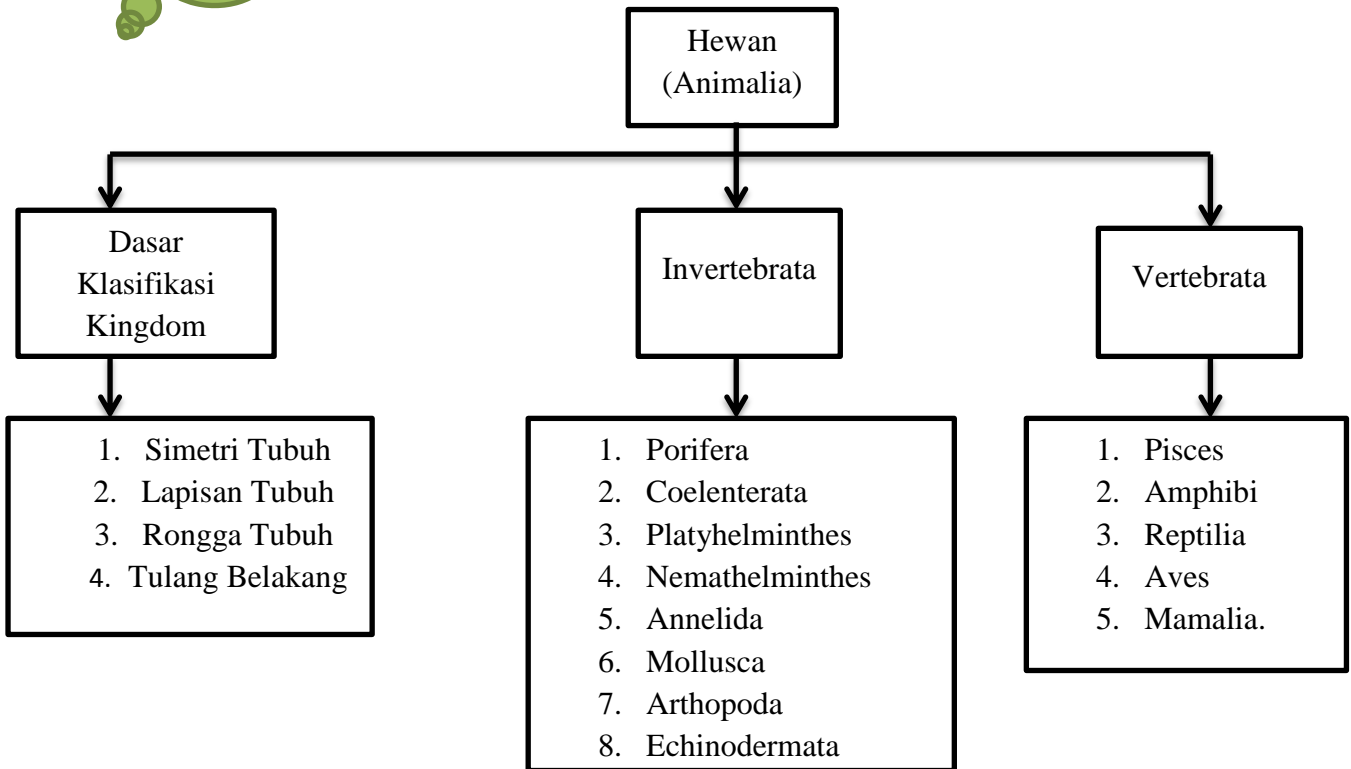 Hewan
(Animalia)
Dasar
Klasifikasi
Kingdom
Invertebrata
Vertebrata
1. Simetri Tubuh
2. Lapisan Tubuh
3. Rongga Tubuh
4. Tulang Belakang
1. Porifera
2. Coelenterata
3. Platyhelminthes
4. Nemathelminthes
5. Annelida
6. Mollusca
7. Arthopoda
8. Echinodermata
1. Pisces
2. Amphibi
3. Reptilia
4. Aves
5. Mamalia.